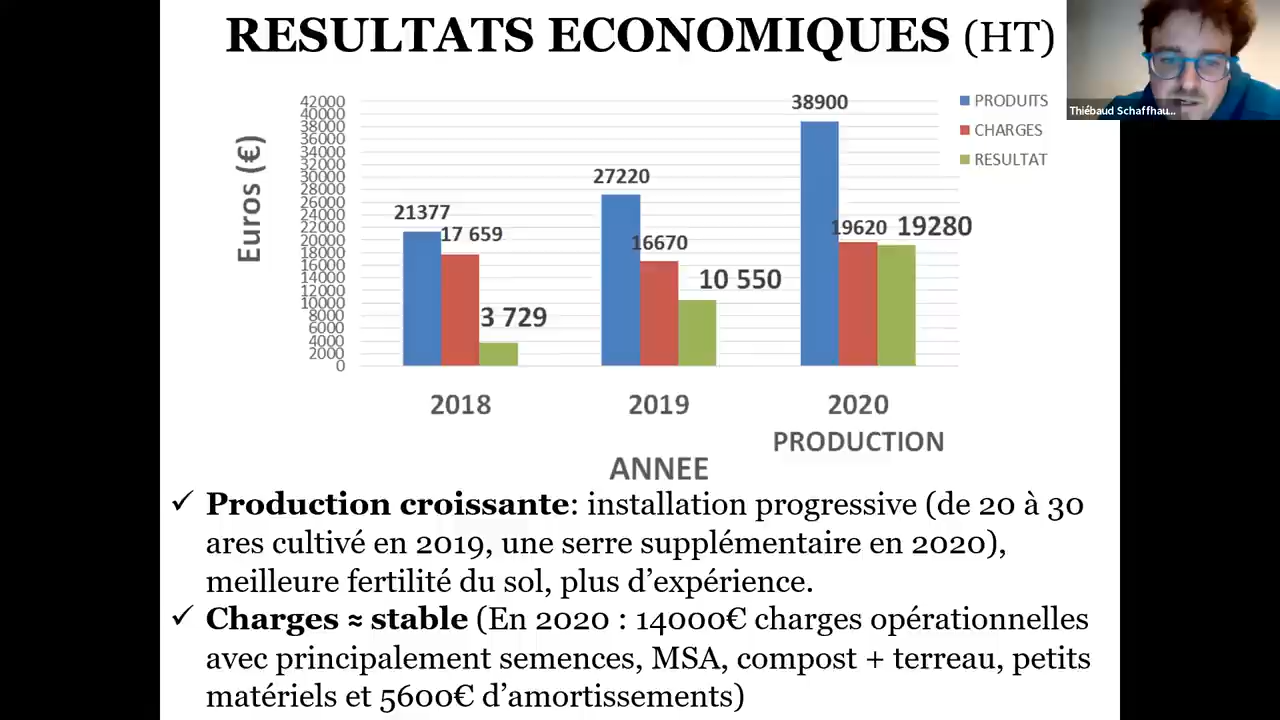 RESULTATS ECONOMIQUES (HT)
Thiébaud Schaffhau...
Euros (€)
42000
40000
38000
36000
34000
32000
30000
28000
26000
24000
22000
20000
18000
16000
14000
12000
10000
8000
6000
4000
2000
0
21377
17 659
3 729
27220
16670
10 550
38900
19620
19280
PRODUITS
CHARGES
RESULTAT
2018
2019
2020
PRODUCTION
ANNEE
✓ Production croissante: installation progressive (de 20 à 30
ares cultivé en 2019, une serre supplémentaire en 2020),
meilleure fertilité du sol, plus d’expérience.
✓ Charges ≈ stable (En 2020 : 14000€ charges opérationnelles
avec principalement semences, MSA, compost + terreau, petits
matériels et 5600€ d’amortissements)